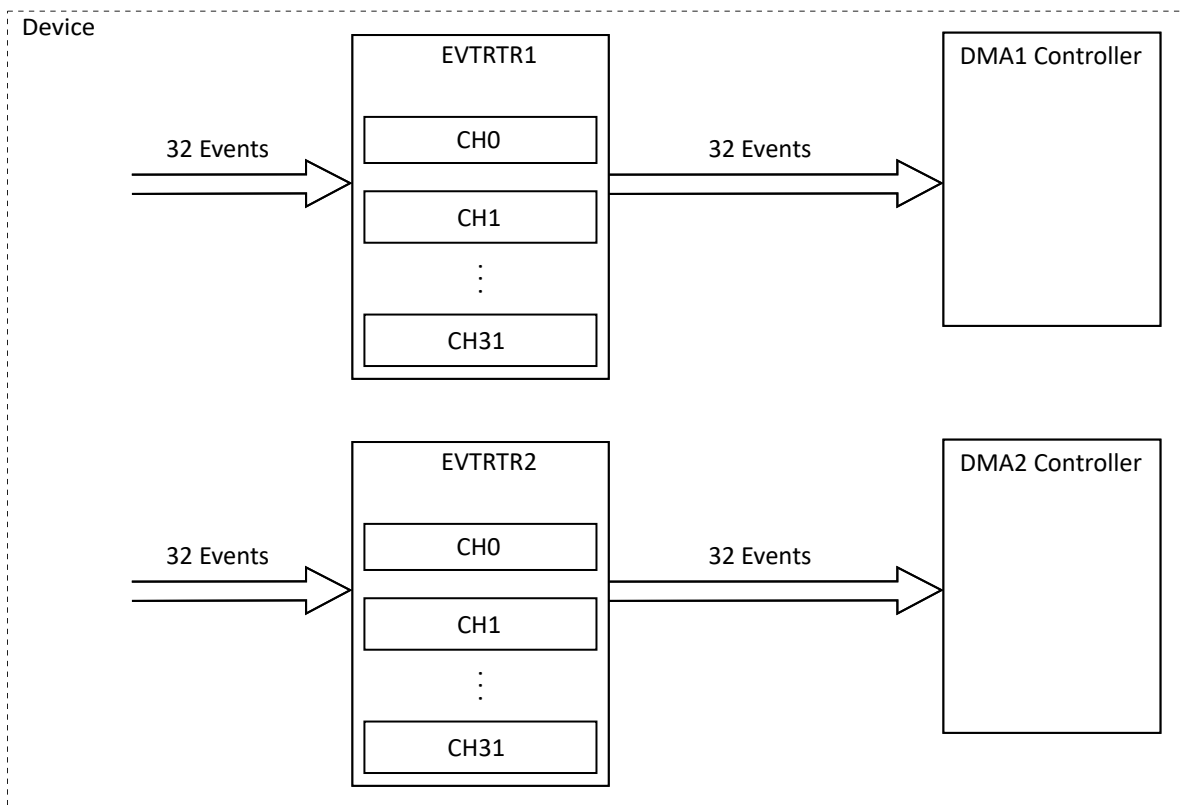 Device
EVTRTR1
DMA1 Controller
CH0
32 Events
32 Events
CH1
⋮
CH31
EVTRTR2
DMA2 Controller
CH0
32 Events
32 Events
CH1
⋮
CH31